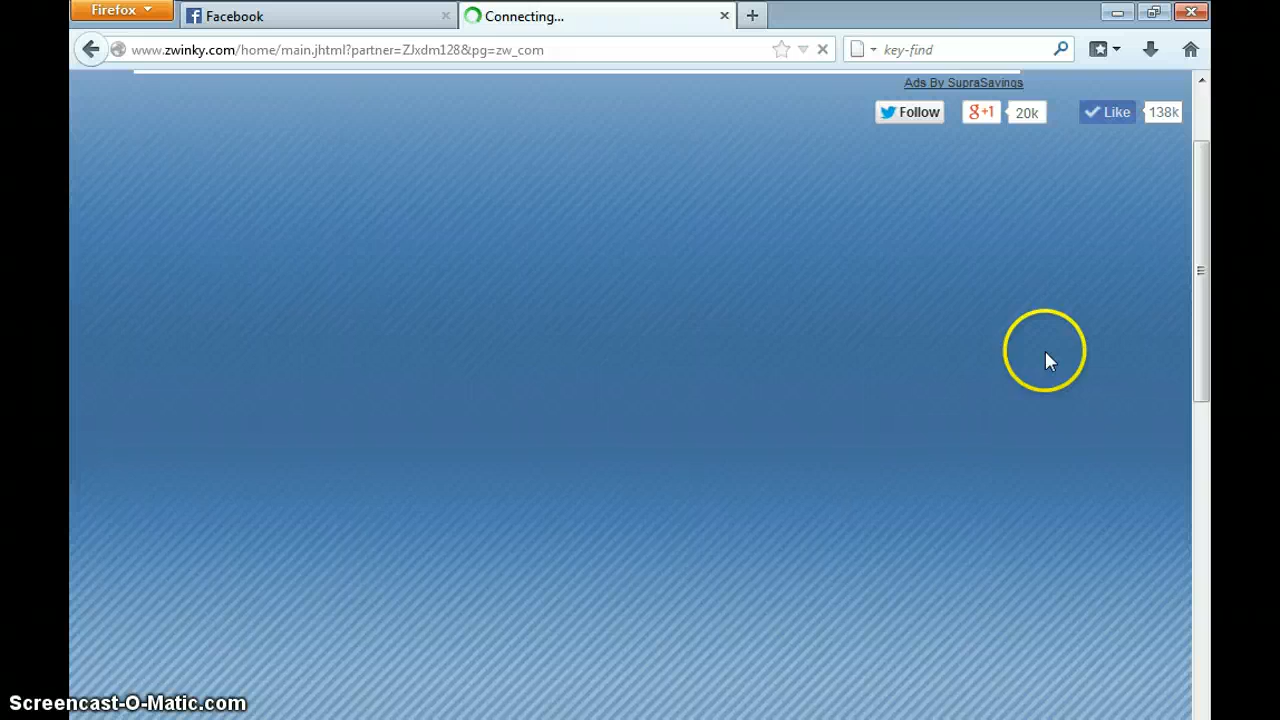 Firefox
Facebook
Connecting...
www.zwinky.com/home/main.jhtml?partner=ZJxdm128&pg=zw_com
key-find
Ads By SupraSavings
Follow
g+1
20k
Like
138k
Screencast-O-Matic.com